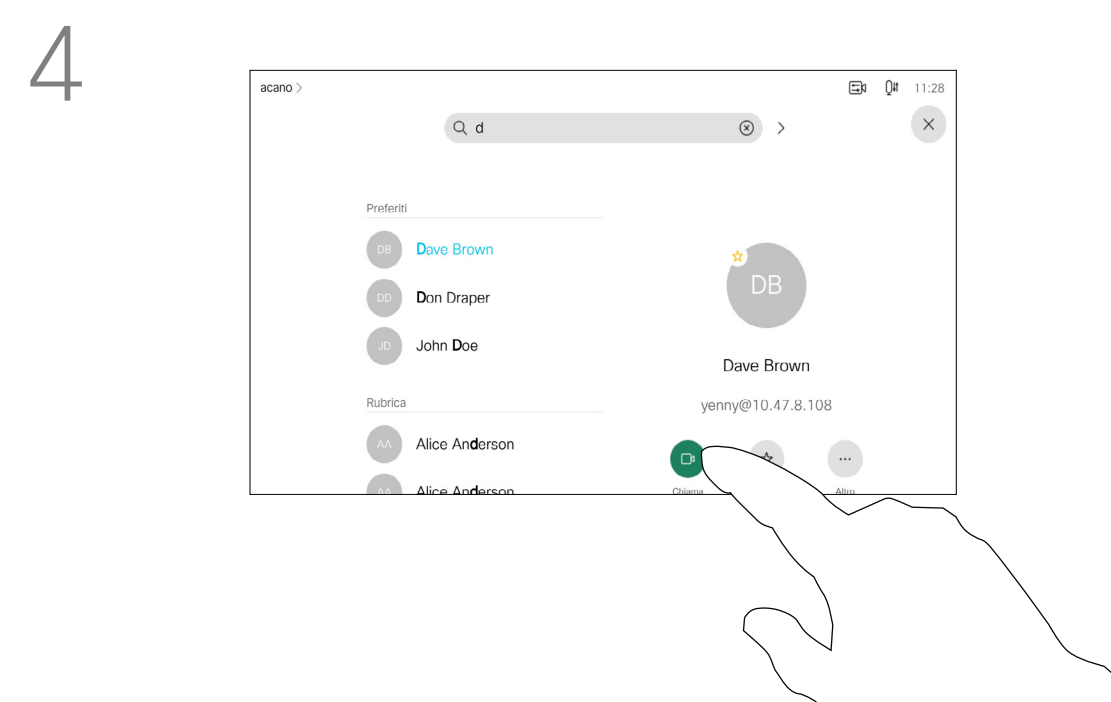 4
acano
11:28
d
Preferiti
DB Dave Brown
DD Don Draper
JD John Doe
DB
Dave Brown
yenny@10.47.8.108
Rubrica
AA Alice Anderson
AA Alice Anderson
Chiama
Altro